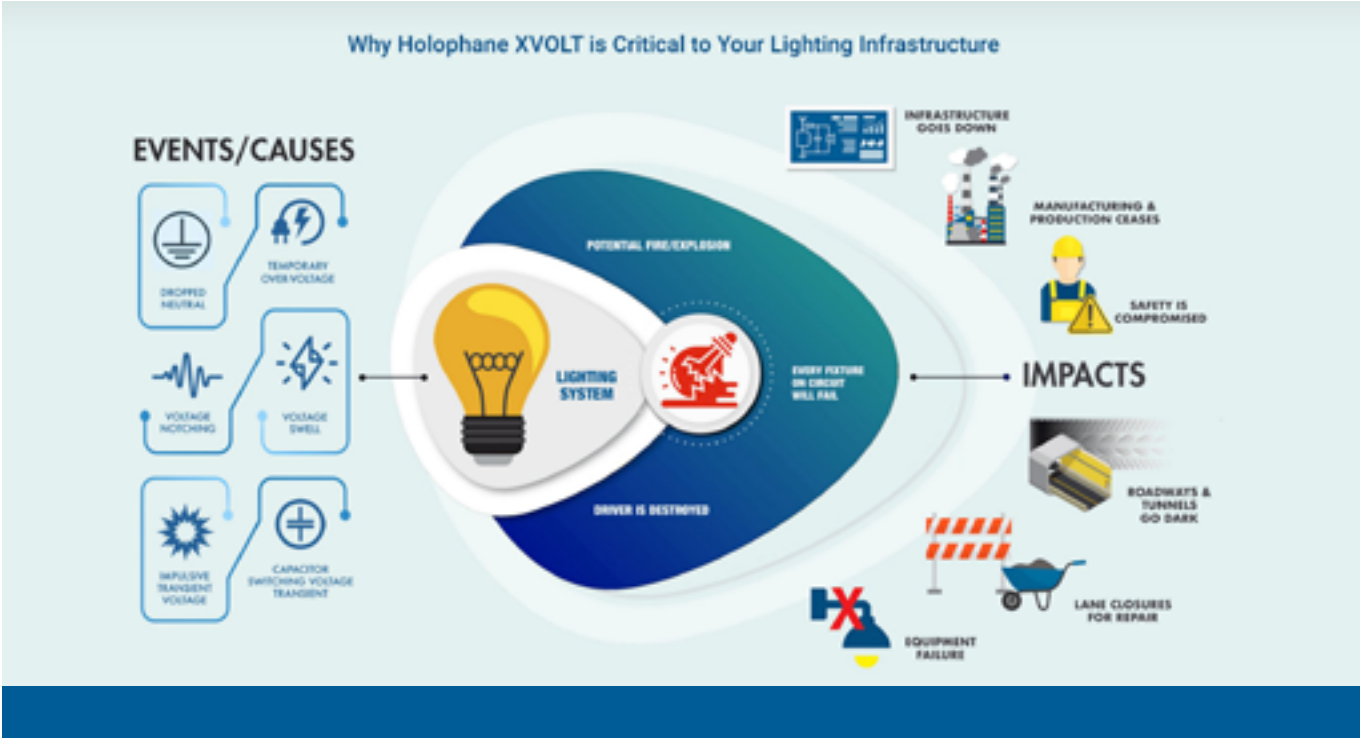 Why Holophane XVOLT is Critical to Your Lighting Infrastructure
EVENTS/CAUSES
DROPPED
NEUTRAL
TEMPORARY
OVERVOLTAGE
VOLTAGE
NOTCHING
VOLTAGE
SWELL
IMPULSIVE
TRANSIENT
VOLTAGE
CAPACITOR
SWITCHING VOLTAGE
TRANSIENT
LIGHTING
SYSTEM
POTENTIAL FIRE/EXPLOSION
EVERY FIXTURE
ON CIRCUIT
WILL FAIL
DRIVER IS DESTROYED
INFRASTRUCTURE
GOES DOWN
MANUFACTURING &
PRODUCTION CEASES
SAFETY IS
COMPROMISED
IMPACTS
ROADWAYS &
TUNNELS
GO DARK
LANE CLOSURES
FOR REPAIR
EQUIPMENT
FAILURE